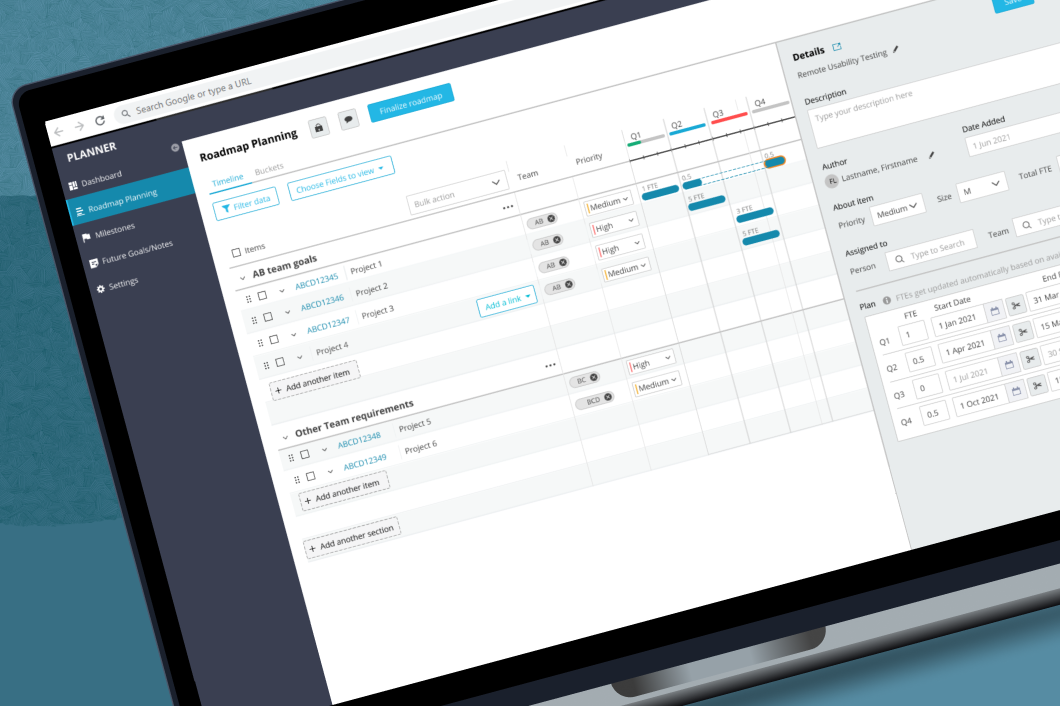 Search Google or type a URL
PLANNER
Dashboard
Roadmap Planning
Milestones
Future Goals/Notes
Settings
Roadmap Planning
Finalize roadmap
Timeline
Buckets
Filter data
Choose Fields to view
Bulk action
Team
Priority
Q1
Q2
Q3
Q4
Items
AB team goals
ABCD12345
Project 1
AB
Medium
1 FTE
0.5
0.5
ABCD12346
Project 2
AB
High
5 FTE
ABCD12347
Project 3
AB
High
3 FTE
Project 4
Add a link
AB
Medium
5 FTE
+ Add another item
Other Team requirements
ABCD12348
Project 5
BC
High
ABCD12349
Project 6
BCD
Medium
+ Add another item
+ Add another section
Details
Remote Usability Testing
Description
Type your description here
Author
FL Lastname, Firstname
Date Added
1 Jun 2021
About item
Priority
Medium
Size
M
Total FTE
Assigned to
Person
Type to Search
Team
Type
Plan
FTEs get updated automatically based on
FTE
Start Date
End
Q1
1
1 Jan 2021
31 Mar
Q2
0.5
1 Apr 2021
15
Q3
0
1 Jul 2021
30
Q4
0.5
1 Oct 2021